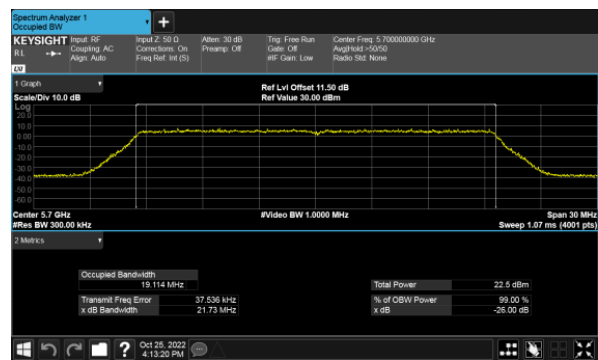 Spectrum Analyzer 1
Occupied BW
KEYSIGHT
RL
Input: RF
Coupling: AC
Align: Auto
Input Z: 50 Ω
Corrections: On
Freq Ref: Int (S)
Atten: 30 dB
Preamp: Off
Trig: Free Run
Gate: Off
#IF Gain: Low
Center Freq: 5.700000000 GHz
Avg|Hold:>50/50
Radio Std: None
LXI
1 Graph
Scale/Div 10.0 dB
Ref Lvl Offset 11.50 dB
Ref Value 30.00 dBm
Log
20.0
10.0
0.00
-10.0
-20.0
-30.0
-40.0
-50.0
-60.0
Center 5.7 GHz
#Res BW 300.00 kHz
#Video BW 1.0000 MHz
Span 30 MHz
Sweep 1.07 ms (4001 pts)
2 Metrics
Occupied Bandwidth
19.114 MHz
Total Power 22.5 dBm
Transmit Freq Error 37.536 kHz
x dB Bandwidth 21.73 MHz
% of OBW Power 99.00 %
x dB -26.00 dB
?
Oct 25, 2022
4:13:20 PM